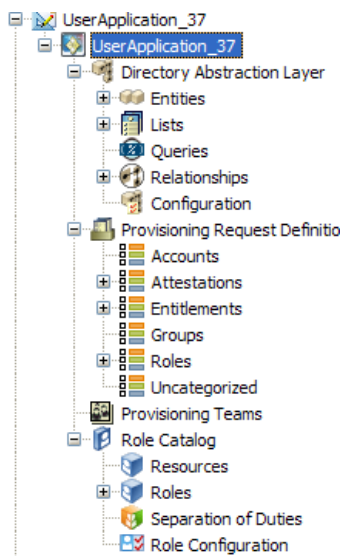 UserApplication_37
UserApplication_37
Directory Abstraction Layer
Entities
Lists
Queries
Relationships
Configuration
Provisioning Request Definitio
Accounts
Attestations
Entitlements
Groups
Roles
Uncategorized
Provisioning Teams
Role Catalog
Resources
Roles
Separation of Duties
Role Configuration